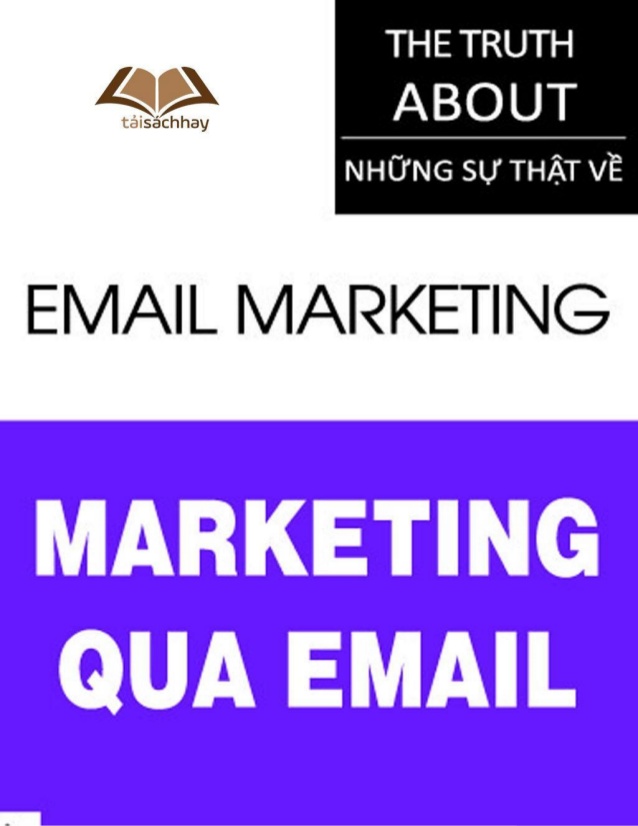 tảisáchhay
THE TRUTH
ABOUT
NHỮNG SỰ THẬT VỀ
EMAIL MARKETING
MARKETING
QUA EMAIL